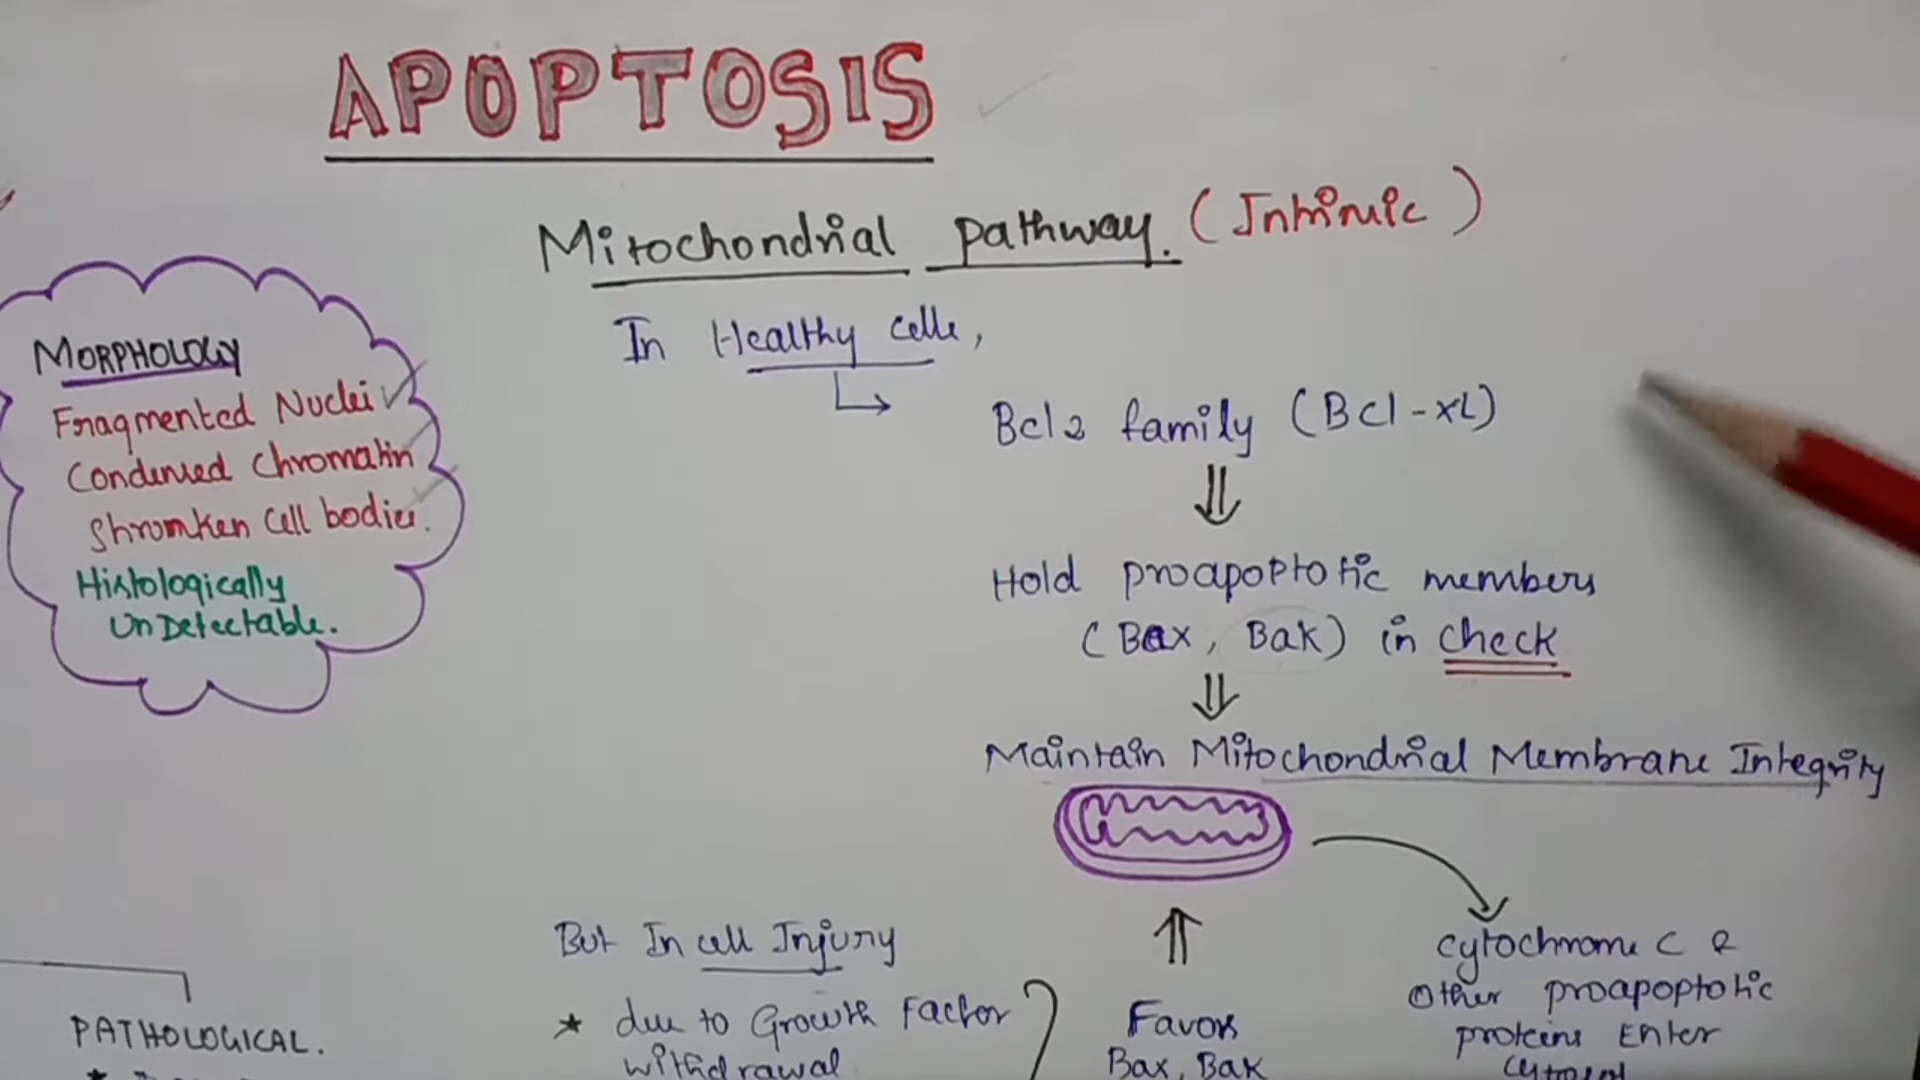 APOPTOSIS
Mitochondrial pathway. (Intrinsic)
In Healthy cells,
Bcl2 family (Bcl-xL)
Hold proapoptotic members
(Bax, Bak) in check
Maintain Mitochondrial Membrane Integrity
MORPHOLOGY
Fragmented Nuclei
Condensed Chromatin
Shrunken Cell bodies.
Histologically
UnDetectable.
But In cell Injury
* due to Growth Factor
withdrawal
Favors
Bax, Bak
Cytochrome C &
Other proapoptotic
proteins Enter
Cytosol
PATHOLOGICAL.